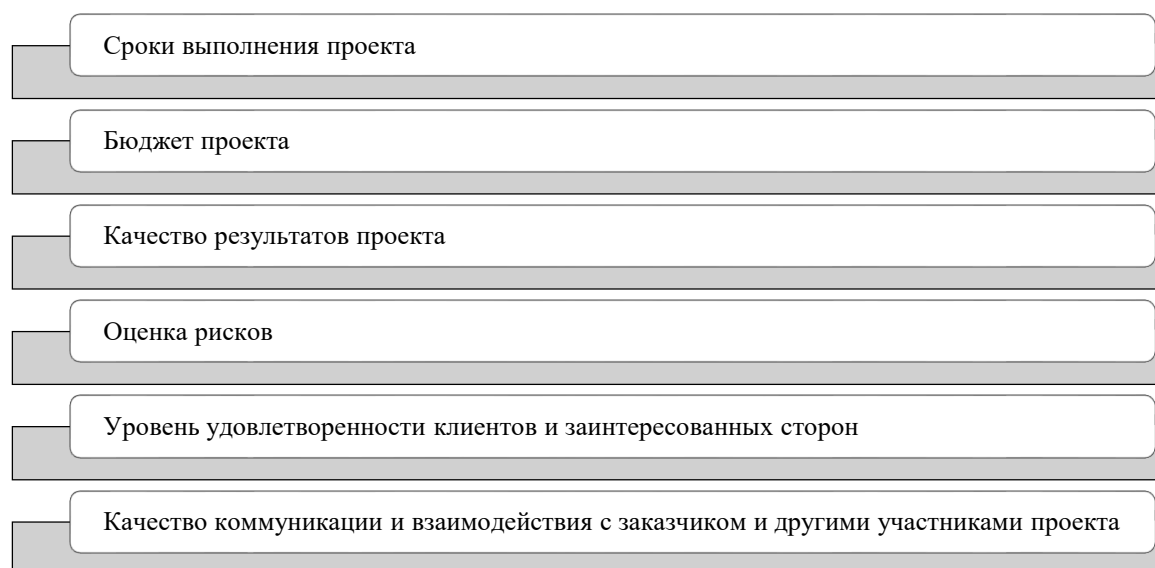 Сроки выполнения проекта
Бюджет проекта
Качество результатов проекта
Оценка рисков
Уровень удовлетворенности клиентов и заинтересованных сторон
Качество коммуникации и взаимодействия с заказчиком и другими участниками проекта